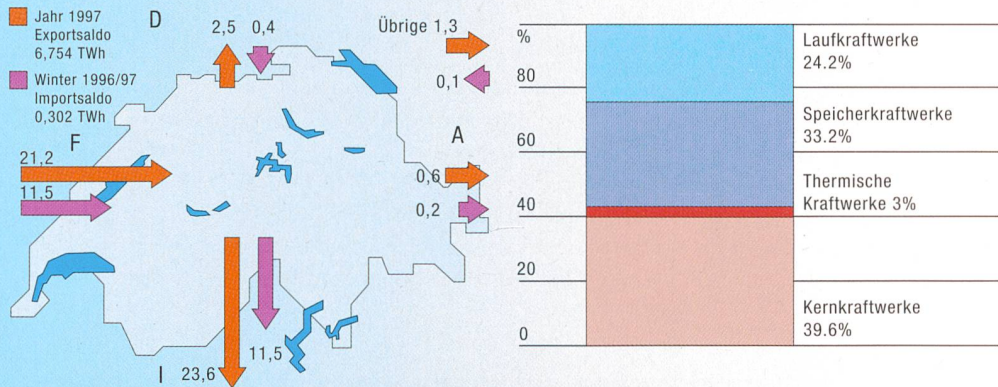 Jahr 1997
Exportsaldo
6,754 TWh
Winter 1996/97
Importsaldo
0,302 TWh
D
2,5
0,4
Übrige 1,3
0,1
F
21,2
11,5
A
0,6
0,2
11,5
I
23,6
%
80
60
40
20
0
Laufkraftwerke
24.2%
Speicherkraftwerke
33.2%
Thermische
Kraftwerke 3%
Kernkraftwerke
39.6%